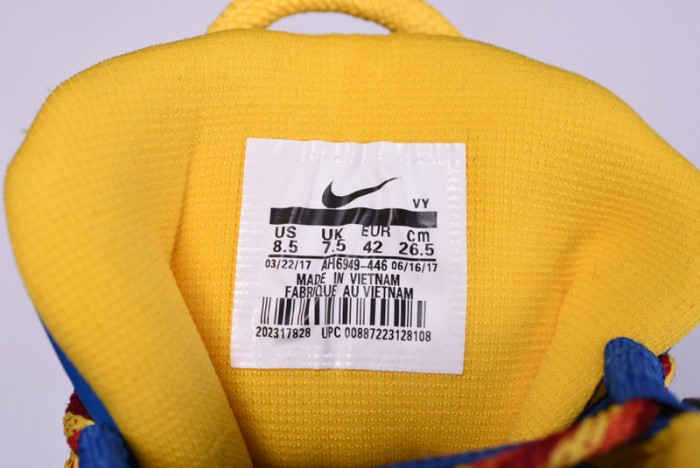 VY
US UK EUR cm
8.5 7.5 42 26.5
03/22/17 AH6949-446 06/16/17
MADE IN VIETNAM
FABRIQUE AU VIETNAM
202317828 UPC 00887223128108